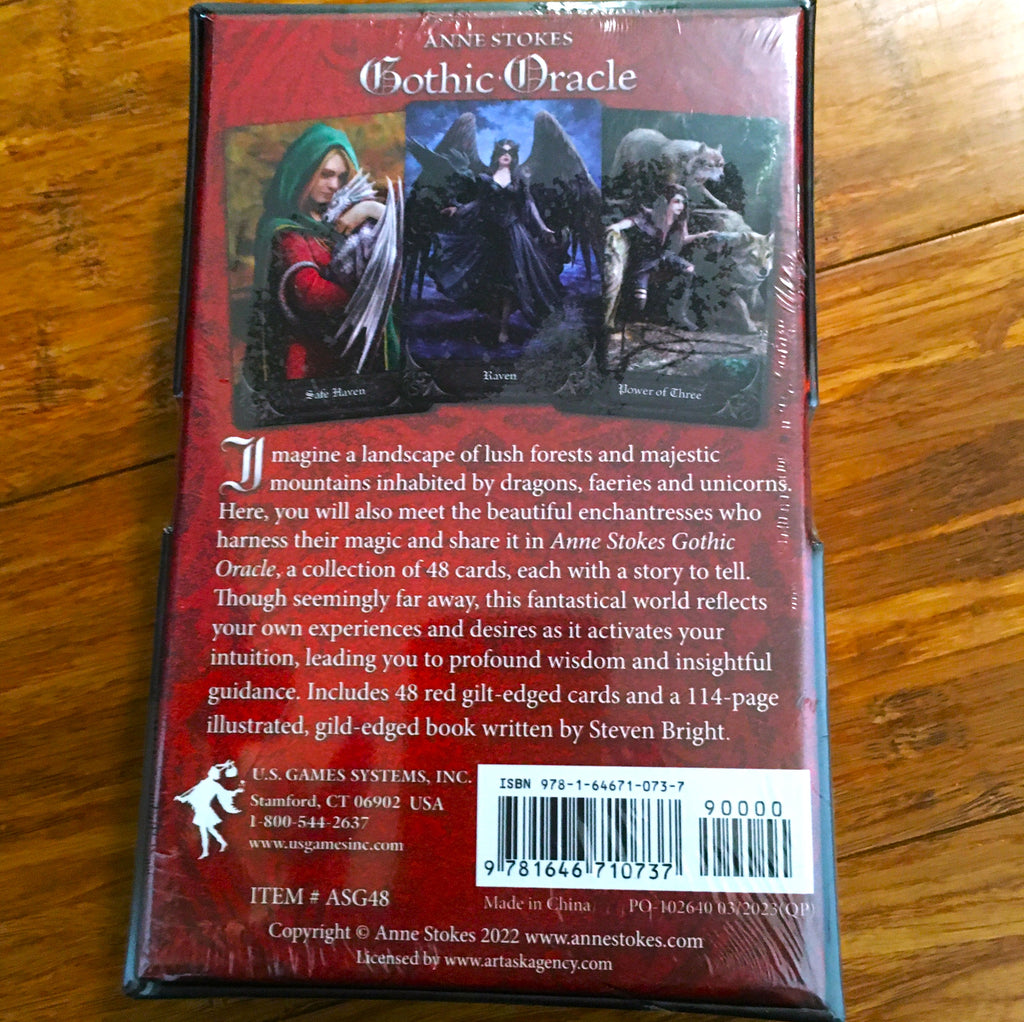 ANNE STOKES
Gothic Oracle
Safe Haven
Raven
Power of Three
Imagine a landscape of lush forests and majestic
mountains inhabited by dragons, faeries and unicorns.
Here, you will also meet the beautiful enchantresses who
harness their magic and share it in Anne Stokes Gothic
Oracle, a collection of 48 cards, each with a story to tell.
Though seemingly far away, this fantastical world reflects
your own experiences and desires as it activates your
intuition, leading you to profound wisdom and insightful
guidance. Includes 48 red gilt-edged cards and a 114-page
illustrated, gild-edged book written by Steven Bright.
U.S. GAMES SYSTEMS, INC.
Stamford, CT 06902 USA
1-800-544-2637
www.usgamesinc.com
ITEM # ASG48
ISBN 978-1-64671-073-7
90000
9 781646 710737
Made in China PO-102640 03/2023(QP)
Copyright © Anne Stokes 2022 www.annestokes.com
Licensed by www.artaskagency.com